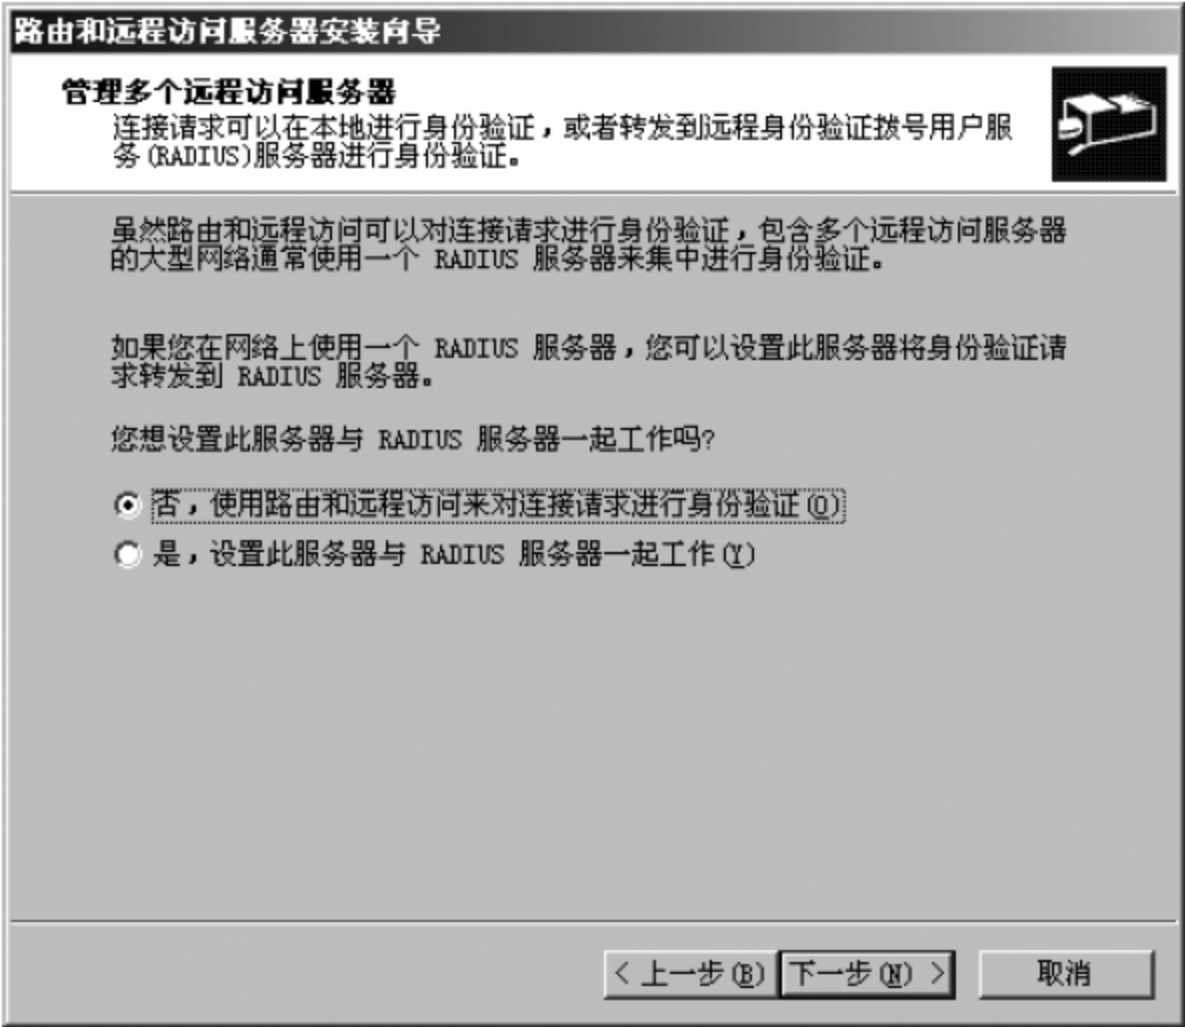 路由和远程访问服务器安装向导
管理多个远程访问服务器
连接请求可以在本地进行身份验证，或者转发到远程身份验证拨号用户服
务(RADIUS)服务器进行身份验证。
虽然路由和远程访问可以对连接请求进行身份验证，包含多个远程访问服务器
的大型网络通常使用一个 RADIUS 服务器来集中进行身份验证。
如果您在网络上使用一个 RADIUS 服务器，您可以设置此服务器将身份验证请
求转发到 RADIUS 服务器。
您想设置此服务器与 RADIUS 服务器一起工作吗?
否，使用路由和远程访问来对连接请求进行身份验证(O)
是，设置此服务器与 RADIUS 服务器一起工作(Y)
< 上一步(B) 下一步(N) > 取消